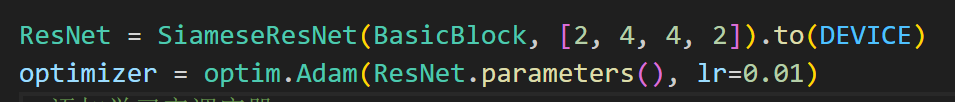 ResNet = SiameseResNet(BasicBlock, [2, 4, 4, 2]).to(DEVICE)
optimizer = optim.Adam(ResNet.parameters(), lr=0.01)